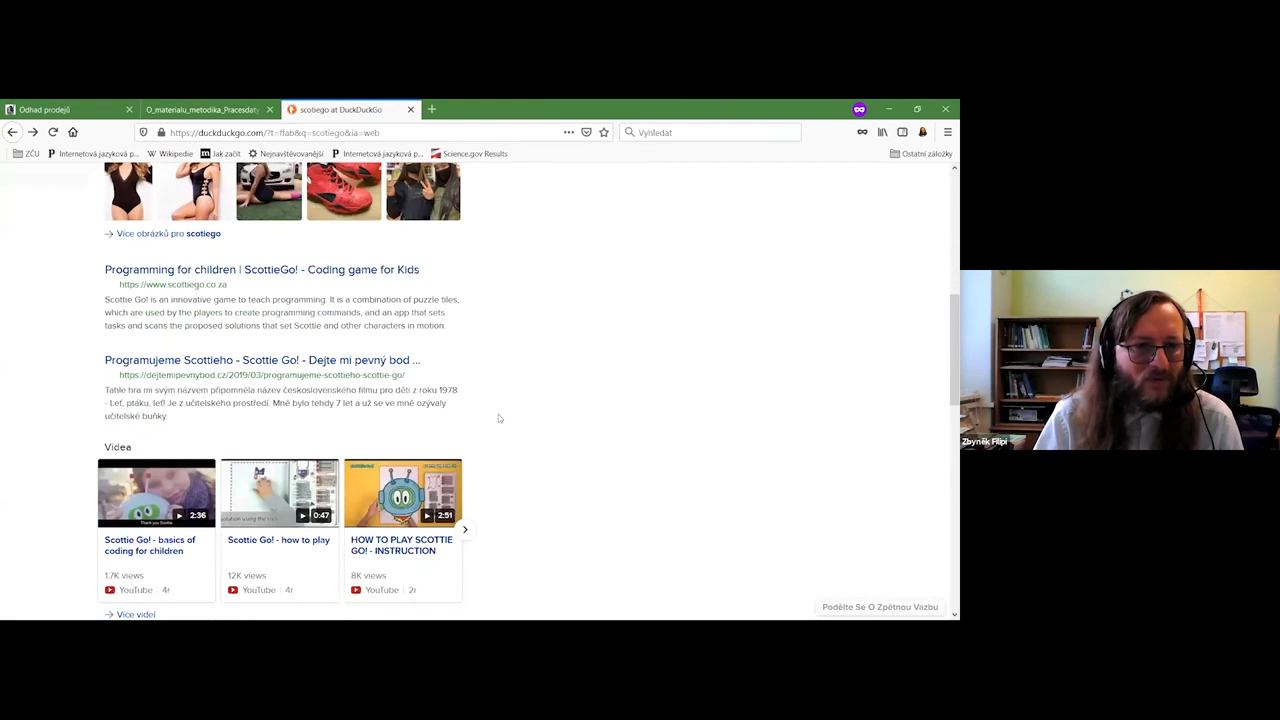 Odhad prodejů
O_materialu_metodika_Pracesdaty
scotiego at DuckDuckGo
https://duckduckgo.com/?t=ffab&q=scotiego&ia=web
Vyhledat
ZČU
Internetová jazyková p...
Wikipedie
Jak začít
Nejnavštěvovanější
Internetová jazyková p...
Science.gov Results
Ostatní záložky
Více obrázků pro scotiego
Programming for children | ScottieGo! - Coding game for Kids
https://www.scottiego.co.za
Scottie Go! is an innovative game to teach programming. It is a combination of puzzle tiles,
which are used by the players to create programming commands, and an app that sets
tasks and scans the proposed solutions that set Scottie and other characters in motion.
Programujeme Scottieho - Scottie Go! - Dejte mi pevný bod ...
https://dejtemipevnybod.cz/2019/03/programujeme-scottieho-scottie-go/
Tahle hra mi svým názvem připomněla název československého filmu pro děti z roku 1978
- Leť, ptáku, leť! Je z učitelského prostředí. Mně bylo tehdy 7 let a už se ve mně ozývaly
učitelské buňky.
Videa
Thank you Scottie
2:36
0:47
2:51
Scottie Go! - basics of
coding for children
1.7K views
YouTube 4r
Scottie Go! - how to play
12K views
YouTube 4r
HOW TO PLAY SCOTTIE
GO! - INSTRUCTION
8K views
YouTube 2r
Více videí
Podělte Se O Zpětnou Vazbu
Zbyněk Filipi